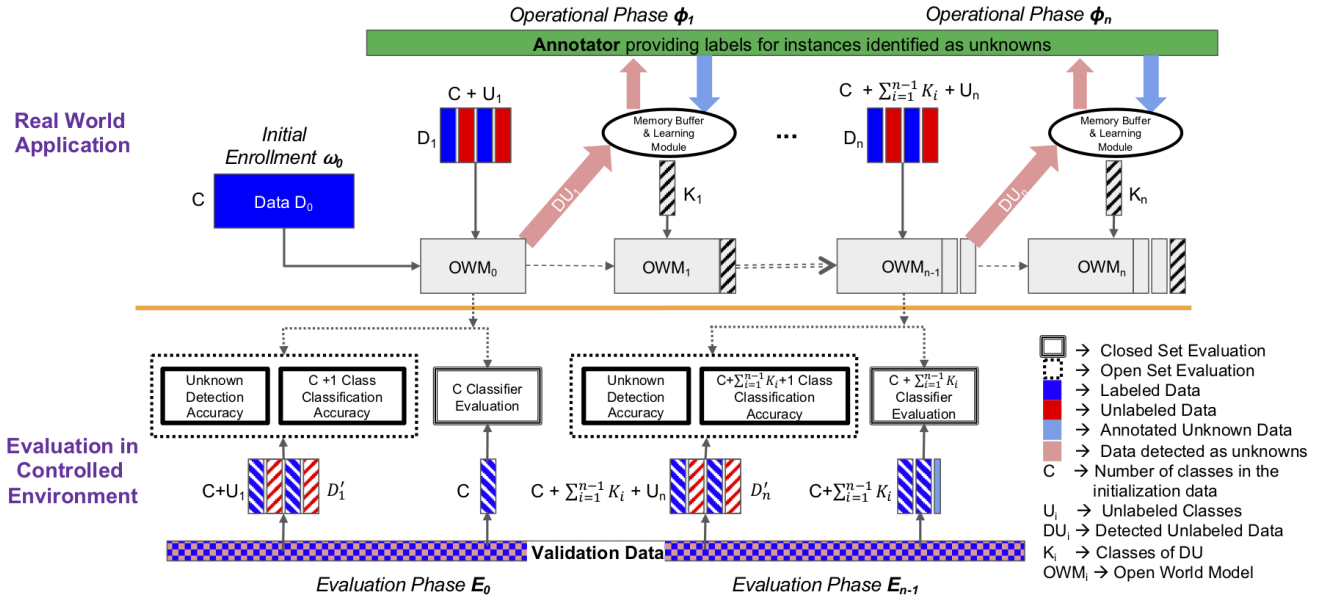 Operational Phase ϕ₁
Operational Phase ϕₙ
Annotator providing labels for instances identified as unknowns
Real World
Application
Initial
Enrollment ω₀
C
Data D₀
C + U₁
D₁
DU₁
Memory Buffer
& Learning
Module
K₁
...
C + ∑ᵢ₌₁ⁿ⁻¹ Kᵢ + Uₙ
Dₙ
DUₙ
Memory Buffer
& Learning
Module
Kₙ
OWM₀
OWM₁
OWMₙ₋₁
OWMₙ
Evaluation in
Controlled
Environment
Unknown
Detection
Accuracy
C +1 Class
Classification
Accuracy
C Classifier
Evaluation
Unknown
Detection
Accuracy
C+∑ᵢ₌₁ⁿ⁻¹ Kᵢ+1 Class
Classification
Accuracy
C + ∑ᵢ₌₁ⁿ⁻¹ Kᵢ
Classifier
Evaluation
C+U₁
D₁′
C
C + ∑ᵢ₌₁ⁿ⁻¹ Kᵢ + Uₙ
Dₙ′
C+∑ᵢ₌₁ⁿ⁻¹ Kᵢ
Validation Data
Evaluation Phase E₀
Evaluation Phase Eₙ₋₁
→ Closed Set Evaluation
→ Open Set Evaluation
→ Labeled Data
→ Unlabeled Data
→ Annotated Unknown Data
→ Data detected as unknowns
C → Number of classes in the
initialization data
Uᵢ → Unlabeled Classes
DUᵢ → Detected Unlabeled Data
Kᵢ → Classes of DU
OWMᵢ → Open World Model